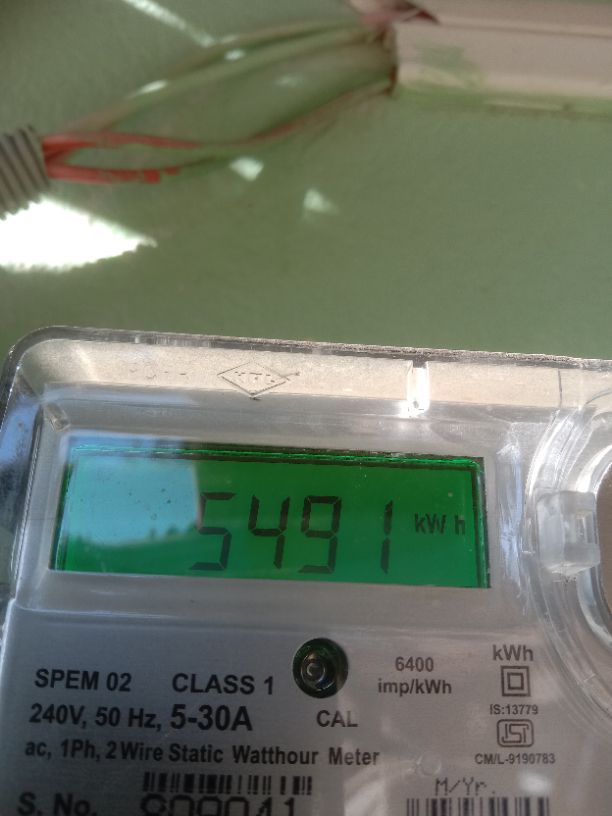 5491 kWh
SPEM 02 CLASS 1
6400 imp/kWh
kWh
240V, 50 Hz, 5-30A
CAL
IS:13779
ac, 1Ph, 2 Wire Static Watthour Meter
CM/L-9190783
M/Yr.
S. No.